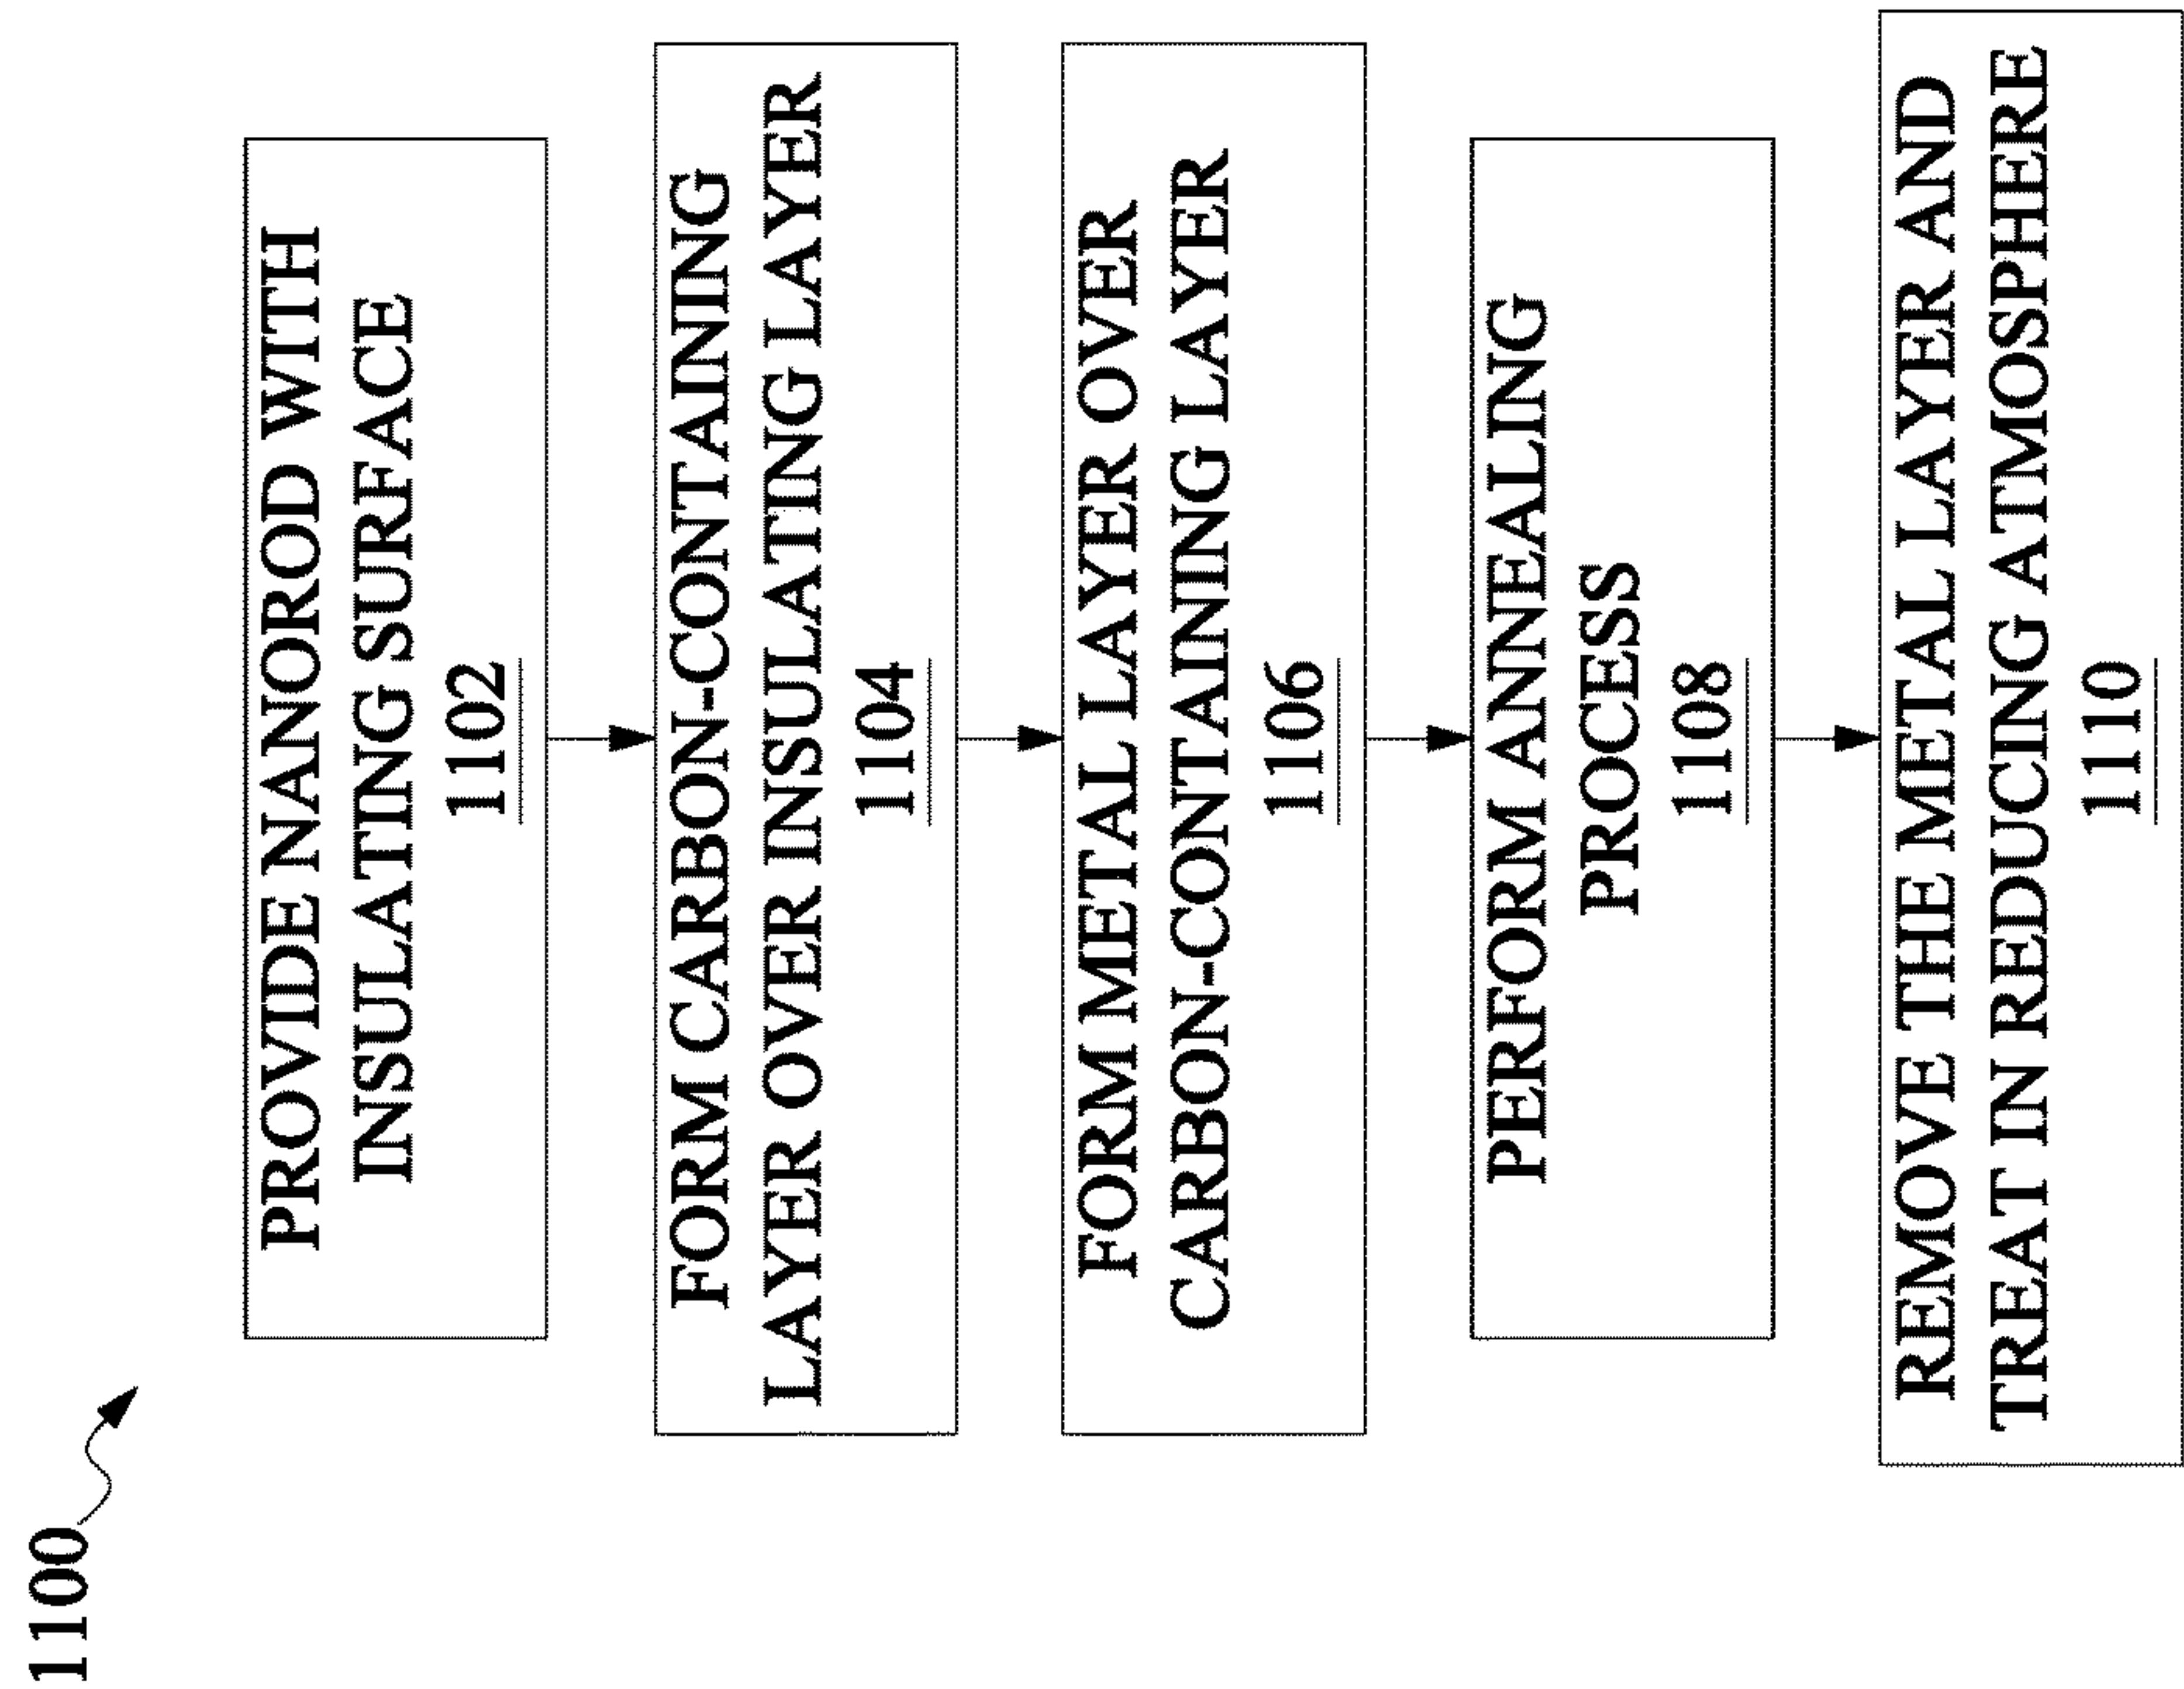 1100
PROVIDE NANOROD WITH
INSULATING SURFACE
1102
FORM CARBON-CONTAINING
LAYER OVER INSULATING LAYER
1104
FORM METAL LAYER OVER
CARBON-CONTAINING LAYER
1106
PERFORM ANNEALING
PROCESS
1108
REMOVE THE METAL LAYER AND
TREAT IN REDUCING ATMOSPHERE
1110